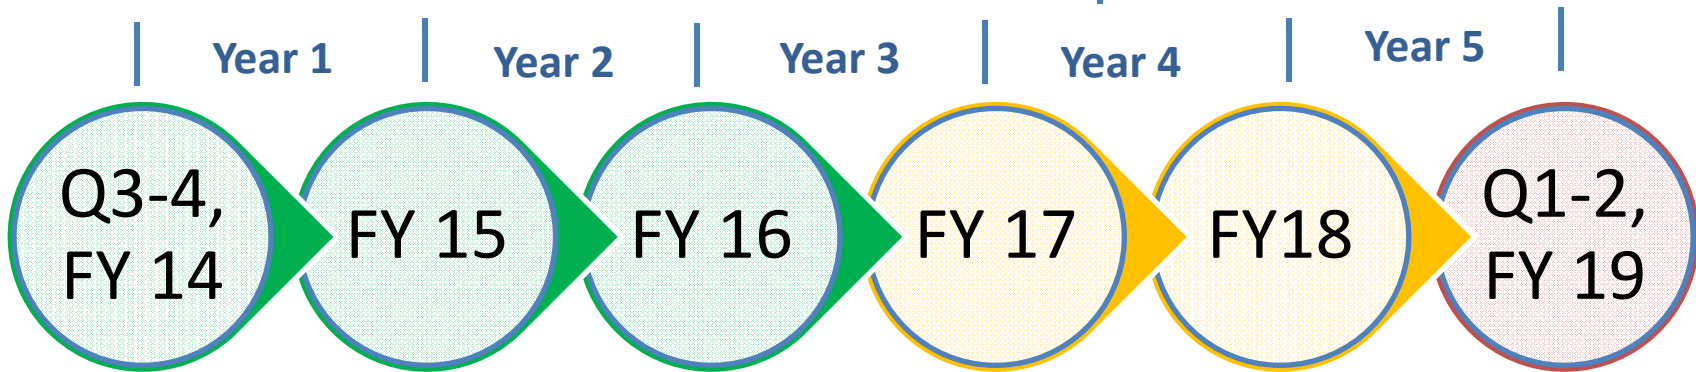 Year 1
Year 2
Year 3
Year 4
Year 5
Q3-4,
FY 14
FY 15
FY 16
FY 17
FY18
Q1-2,
FY 19